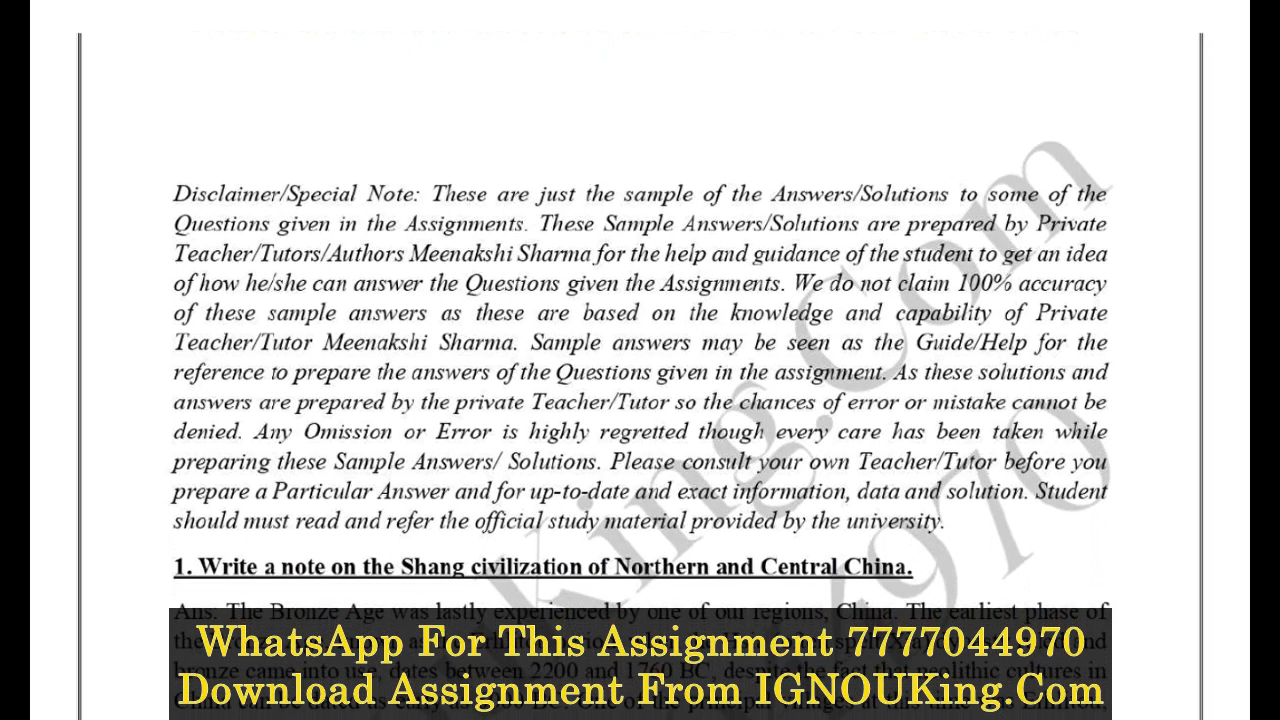 Disclaimer/Special Note: These are just the sample of the Answers/Solutions to some of the
Questions given in the Assignments. These Sample Answers/Solutions are prepared by Private
Teacher/Tutors/Authors Meenakshi Sharma for the help and guidance of the student to get an idea
of how he/she can answer the Questions given the Assignments. We do not claim 100% accuracy
of these sample answers as these are based on the knowledge and capability of Private
Teacher/Tutor Meenakshi Sharma. Sample answers may be seen as the Guide/Help for the
reference to prepare the answers of the Questions given in the assignment. As these solutions and
answers are prepared by the private Teacher/Tutor so the chances of error or mistake cannot be
denied. Any Omission or Error is highly regretted though every care has been taken while
preparing these Sample Answers/ Solutions. Please consult your own Teacher/Tutor before you
prepare a Particular Answer and for up-to-date and exact information, data and solution. Student
should must read and refer the official study material provided by the university.
1. Write a note on the Shang civilization of Northern and Central China.
Ans: The Bronze Age was lastly experienced by one of our regions, China. The earliest phase of
WhatsApp For This Assignment 7777044970
bronze came into use, dates between 2200 and 1760 BC, despite the fact that neolithic cultures in
Download Assignment From IGNOUKing.Com
King.Com
4970